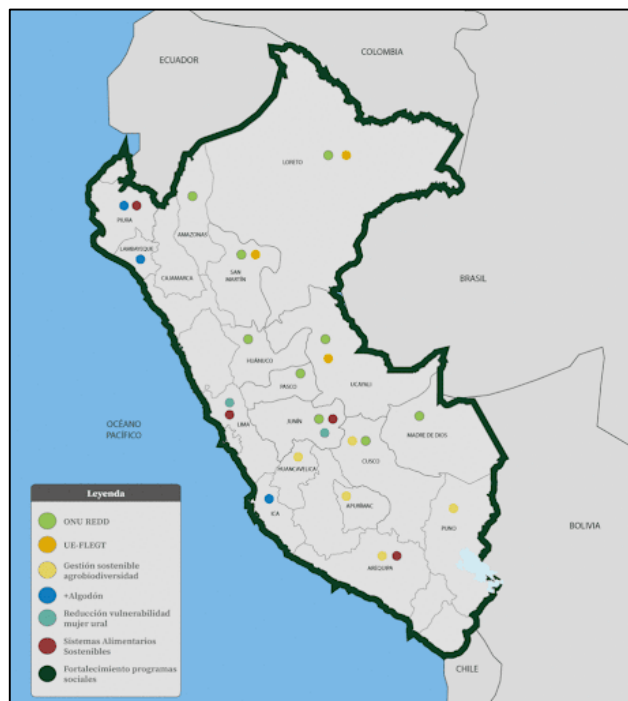 COLOMBIA
ECUADOR
LORETO
PIURA
AMAZONAS
LAMBAYEQUE
CAJAMARCA
SAN
MARTÍN
BRASIL
HUÁNUCO
UCAYALI
PASCO
OCÉANO
PACÍFICO
LIMA
JUNÍN
MADRE DE DIOS
CUSCO
HUANCAVELICA
ICA
APURÍMAC
PUNO
BOLIVIA
AREQUIPA
CHILE
Leyenda
ONU REDD
UE-FLEGT
Gestión sostenible
agrobiodiversidad
+Algodón
Reducción vulnerabilidad
mujer ural
Sistemas Alimentarios
Sostenibles
Fortalecimiento programas
sociales